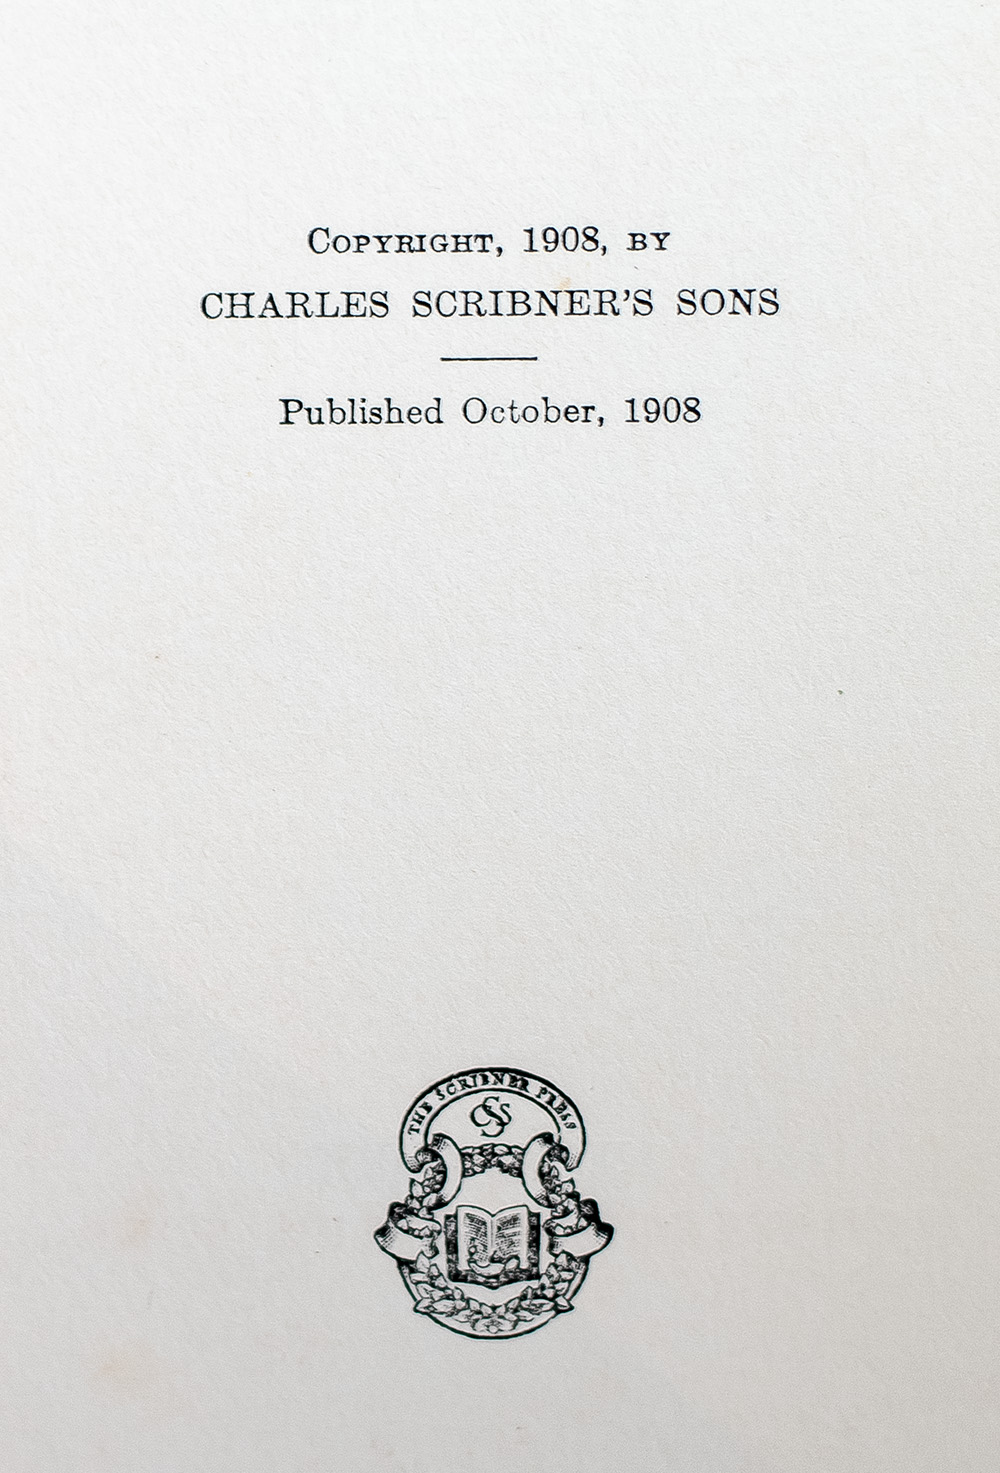 COPYRIGHT, 1908, BY
CHARLES SCRIBNER'S SONS
Published October, 1908
THE SCRIBNER PRESS
CSS